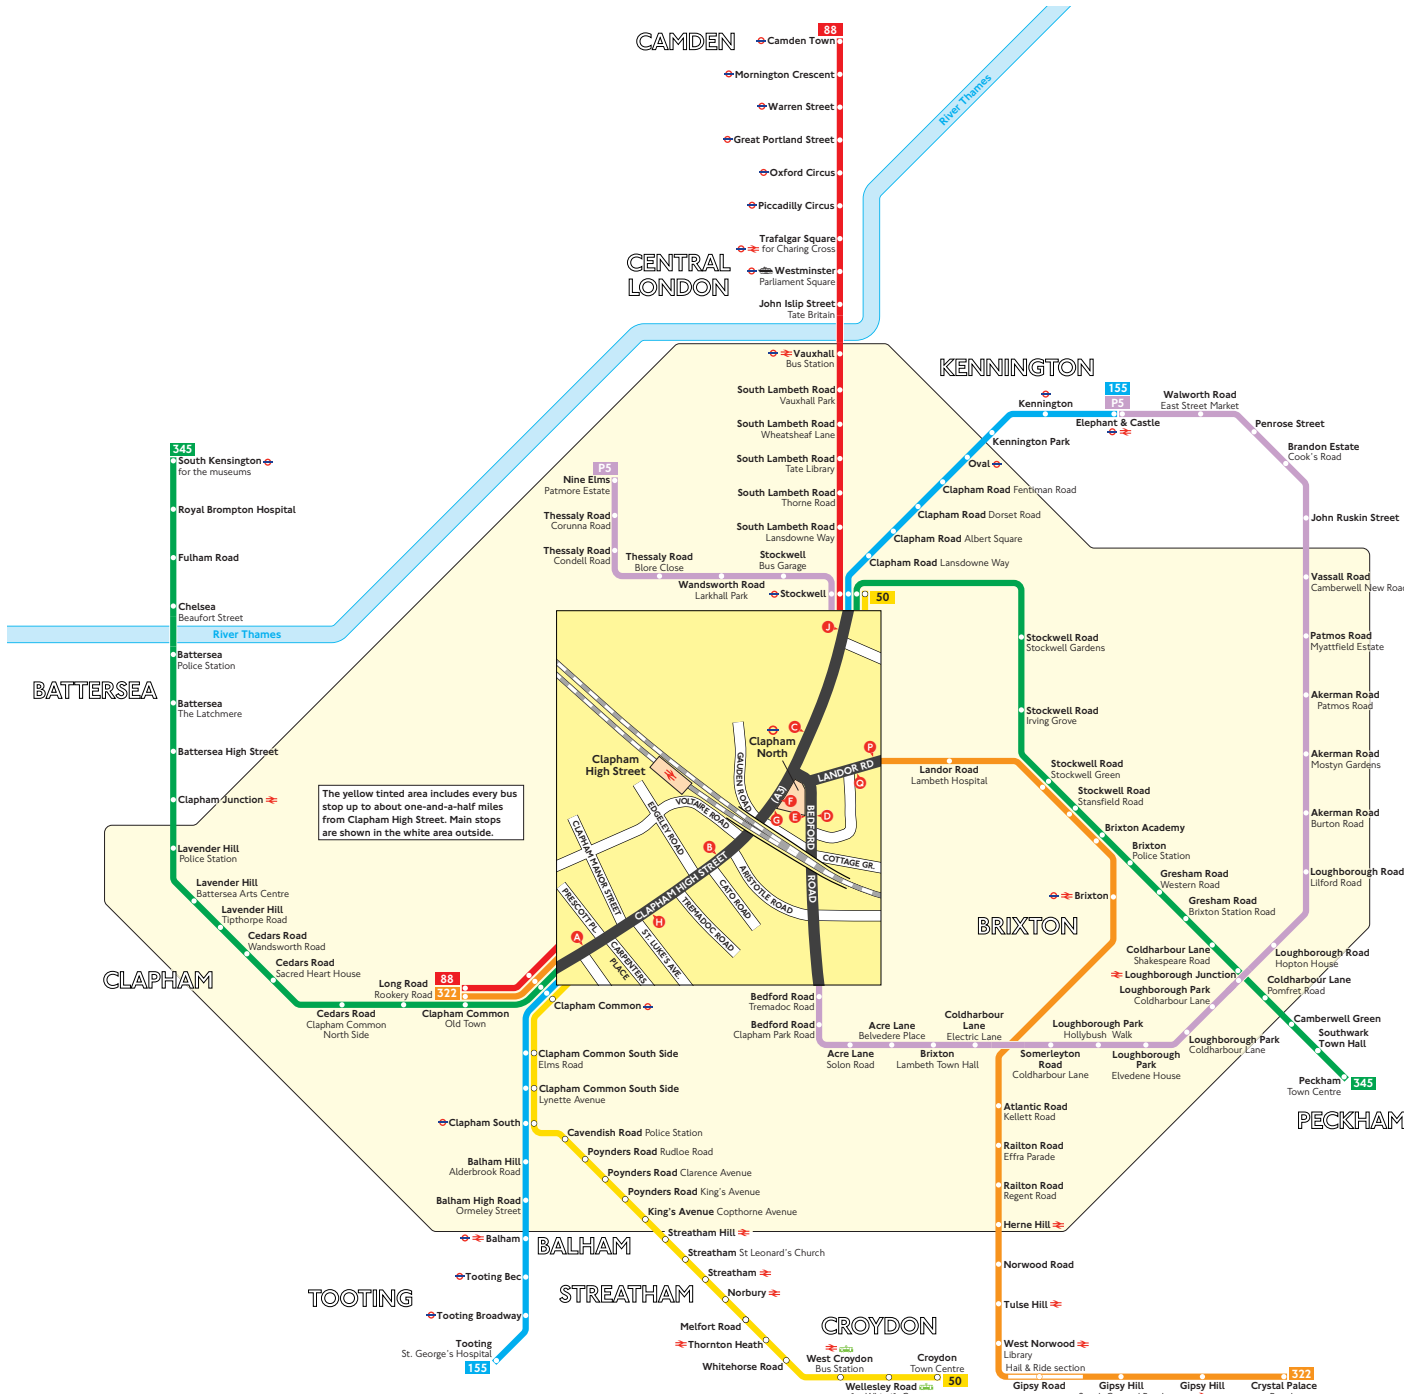 88
CAMDEN
Camden Town
Mornington Crescent
Warren Street
Great Portland Street
Oxford Circus
Piccadilly Circus
Trafalgar Square
for Charing Cross
CENTRAL
LONDON
Westminster
Parliament Square
John Islip Street
Tate Britain
River Thames
Vauxhall
Bus Station
South Lambeth Road
Vauxhall Park
South Lambeth Road
Wheatsheaf Lane
South Lambeth Road
Tate Library
South Lambeth Road
Thorne Road
South Lambeth Road
Lansdowne Way
Stockwell
KENNINGTON
155
P5
Kennington
Elephant & Castle
Kennington Park
Oval
Clapham Road Fentiman Road
Clapham Road Dorset Road
Clapham Road Albert Square
Clapham Road Lansdowne Way
Walworth Road
East Street Market
Penrose Street
Brandon Estate
Cook's Road
John Ruskin Street
Vassall Road
Camberwell New Road
Patmos Road
Myattfield Estate
Akerman Road
Patmos Road
Akerman Road
Mostyn Gardens
Akerman Road
Burton Road
Loughborough Road
Lilford Road
Loughborough Road
Hopton House
P5
Nine Elms
Patmore Estate
Thessaly Road
Corunna Road
Thessaly Road
Condell Road
Thessaly Road
Blore Close
Wandsworth Road
Larkhall Park
Stockwell
Bus Garage
50
345
South Kensington
for the museums
Royal Brompton Hospital
Fulham Road
Chelsea
Beaufort Street
River Thames
Battersea
Police Station
BATTERSEA
Battersea
The Latchmere
Battersea High Street
Clapham Junction
Lavender Hill
Police Station
Lavender Hill
Battersea Arts Centre
Lavender Hill
Tipthorpe Road
Cedars Road
Wandsworth Road
Cedars Road
Sacred Heart House
CLAPHAM
Cedars Road
Clapham Common
North Side
Clapham Common
Old Town
88
322
Long Road
Rookery Road
The yellow tinted area includes every bus
stop up to about one-and-a-half miles
from Clapham High Street. Main stops
are shown in the white area outside.
J
C
Clapham
North
P
Clapham
High Street
GAUDEN ROAD
LANDOR RD
Q
(A3)
F
E
D
G
BEDFORD
ROAD
VOLTAIRE ROAD
EDGELEY ROAD
B
CLAPHAM MANOR STREET
CLAPHAM HIGH STREET
COTTAGE GR.
ARISTOTLE ROAD
CATO ROAD
TREMADOC ROAD
PRESCOTT PL.
H
A
ST. LUKE'S AVE.
CARPENTERS
PLACE
Clapham Common
Stockwell Road
Stockwell Gardens
Stockwell Road
Irving Grove
Stockwell Road
Stockwell Green
Stockwell Road
Stansfield Road
Brixton Academy
Brixton
Police Station
Gresham Road
Western Road
Gresham Road
Brixton Station Road
Coldharbour Lane
Shakespeare Road
Loughborough Junction
Coldharbour Lane
Pomfret Road
Camberwell Green
Southwark
Town Hall
Peckham
Town Centre
345
PECKHAM
Landor Road
Lambeth Hospital
Brixton
BRIXTON
Bedford Road
Tremadoc Road
Bedford Road
Clapham Park Road
Acre Lane
Solon Road
Acre Lane
Belvedere Place
Brixton
Lambeth Town Hall
Coldharbour
Lane
Electric Lane
Somerleyton
Road
Coldharbour Lane
Loughborough Park
Hollybush Walk
Loughborough
Park
Elvedene House
Loughborough Park
Coldharbour Lane
Loughborough Park
Coldharbour Lane
Atlantic Road
Kellett Road
Railton Road
Effra Parade
Railton Road
Regent Road
Herne Hill
Norwood Road
Tulse Hill
West Norwood
Library
Hail & Ride section
Gipsy Road
Gipsy Hill
Gipsy Hill
Crystal Palace
322
Clapham Common South Side
Elms Road
Clapham Common South Side
Lynette Avenue
Clapham South
Balham Hill
Alderbrook Road
Balham High Road
Ormeley Street
Balham
BALHAM
Tooting Bec
TOOTING
Tooting Broadway
Tooting
St. George's Hospital
155
Cavendish Road Police Station
Poynders Road Rudloe Road
Poynders Road Clarence Avenue
Poynders Road King's Avenue
King's Avenue Copthorne Avenue
Streatham Hill
Streatham St Leonard's Church
Streatham
STREATHAM
Norbury
Melfort Road
Thornton Heath
Whitehorse Road
CROYDON
West Croydon
Bus Station
Wellesley Road
Croydon
Town Centre
50